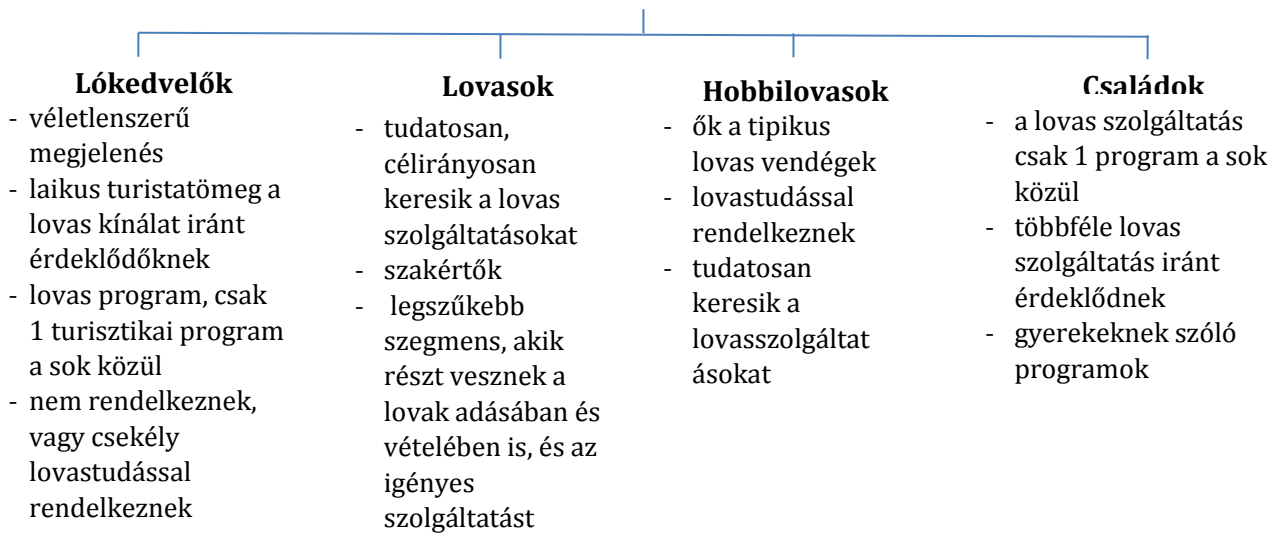 Lókedvelők
- véletlenszerű
megjelenés
- laikus turistatömeg a
lovas kínálat iránt
érdeklődőknek
- lovas program, csak
1 turisztikai program
a sok közül
- nem rendelkeznek,
vagy csekély
lovastudással
rendelkeznek
Lovasok
- tudatosan,
célirányosan
keresik a lovas
szolgáltatásokat
- szakértők
- legszűkebb
szegmens, akik
részt vesznek a
lovak adásában és
vételében is, és az
igényes
szolgáltatást
Hobbilovasok
- ők a tipikus
lovas vendégek
- lovastudással
rendelkeznek
- tudatosan
keresik a
lovasszolgáltat
ásokat
Családok
- a lovas szolgáltatás
csak 1 program a sok
közül
- többféle lovas
szolgáltatás iránt
érdeklődnek
- gyerekeknek szóló
programok